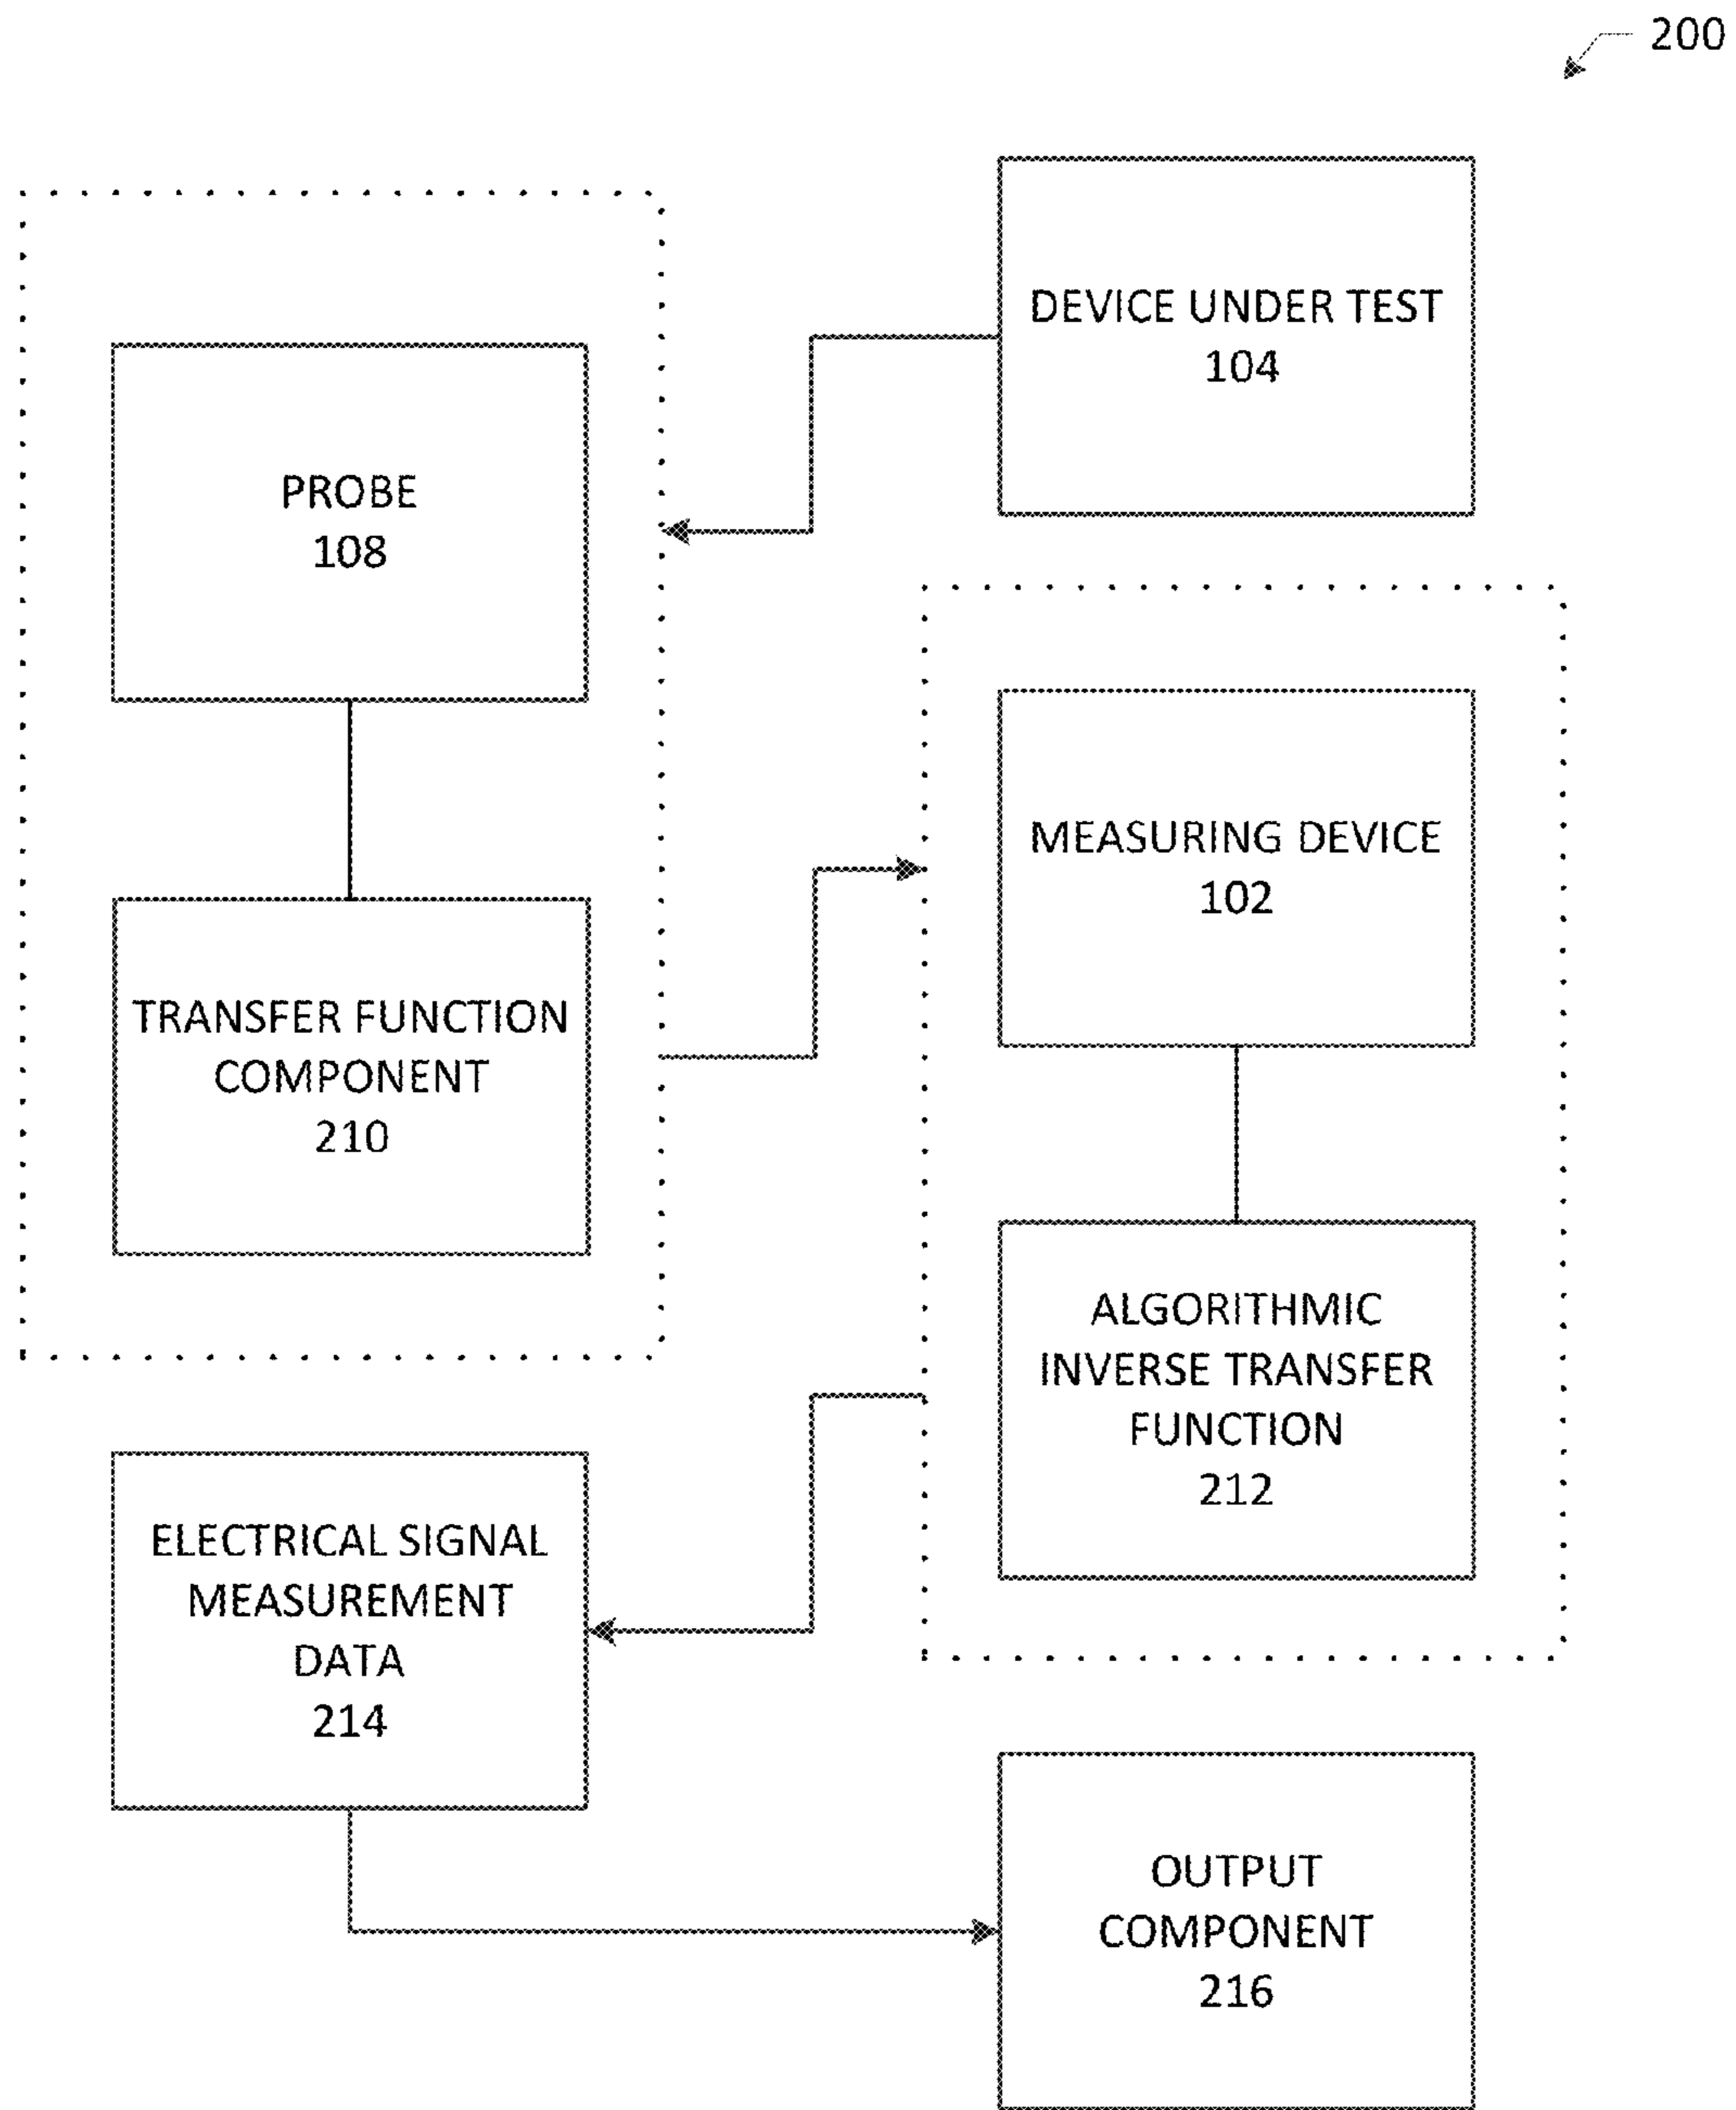 200
DEVICE UNDER TEST
104
PROBE
108
MEASURING DEVICE
102
TRANSFER FUNCTION
COMPONENT
210
ALGORITHMIC
INVERSE TRANSFER
FUNCTION
212
ELECTRICAL SIGNAL
MEASUREMENT
DATA
214
OUTPUT
COMPONENT
216